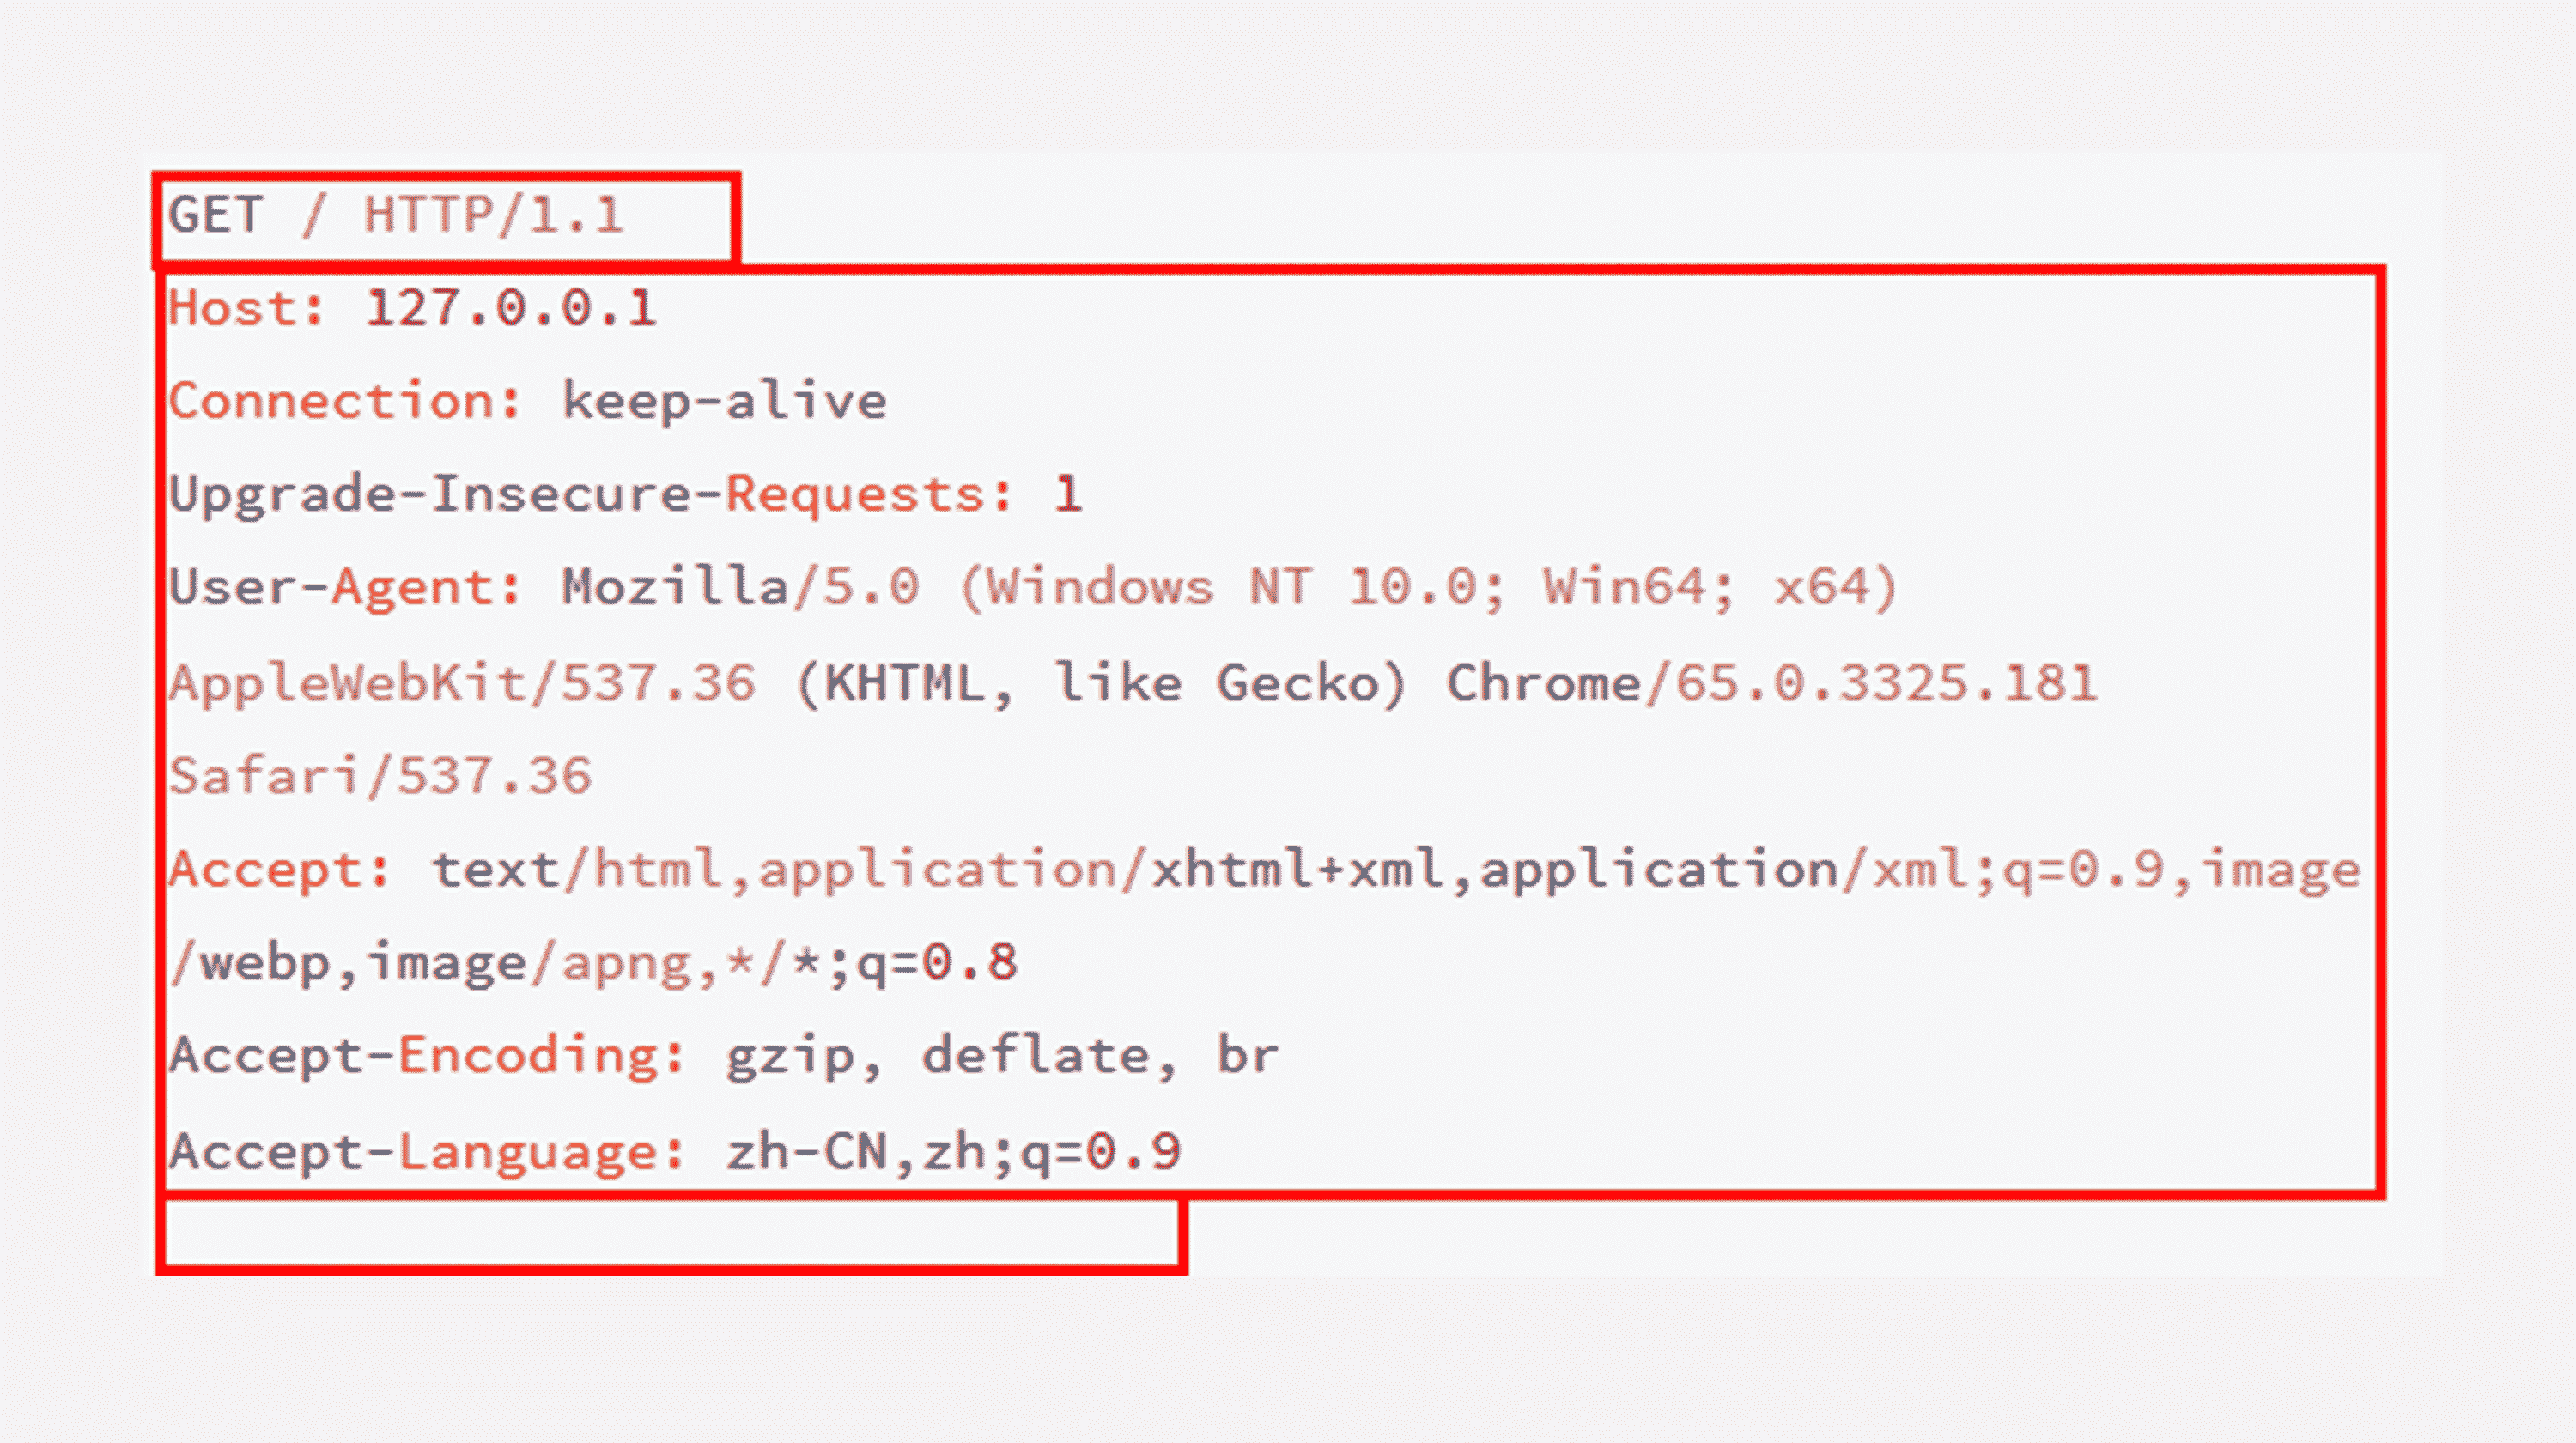 GET / HTTP/1.1
Host: 127.0.0.1
Connection: keep-alive
Upgrade-Insecure-Requests: 1
User-Agent: Mozilla/5.0 (Windows NT 10.0; Win64; x64)
AppleWebKit/537.36 (KHTML, like Gecko) Chrome/65.0.3325.181
Safari/537.36
Accept: text/html,application/xhtml+xml,application/xml;q=0.9,image
/webp,image/apng,*/*;q=0.8
Accept-Encoding: gzip, deflate, br
Accept-Language: zh-CN,zh;q=0.9